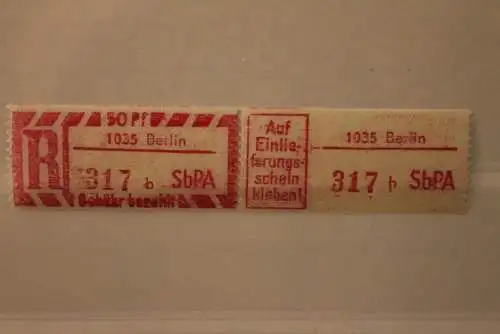 50 Pf
R
1035 Berlin
317 b SbPA
Gebühr bezahlt
Auf
Einlie-
ferungs-
schein
kleben!
1035 Berlin
317 b SbPA